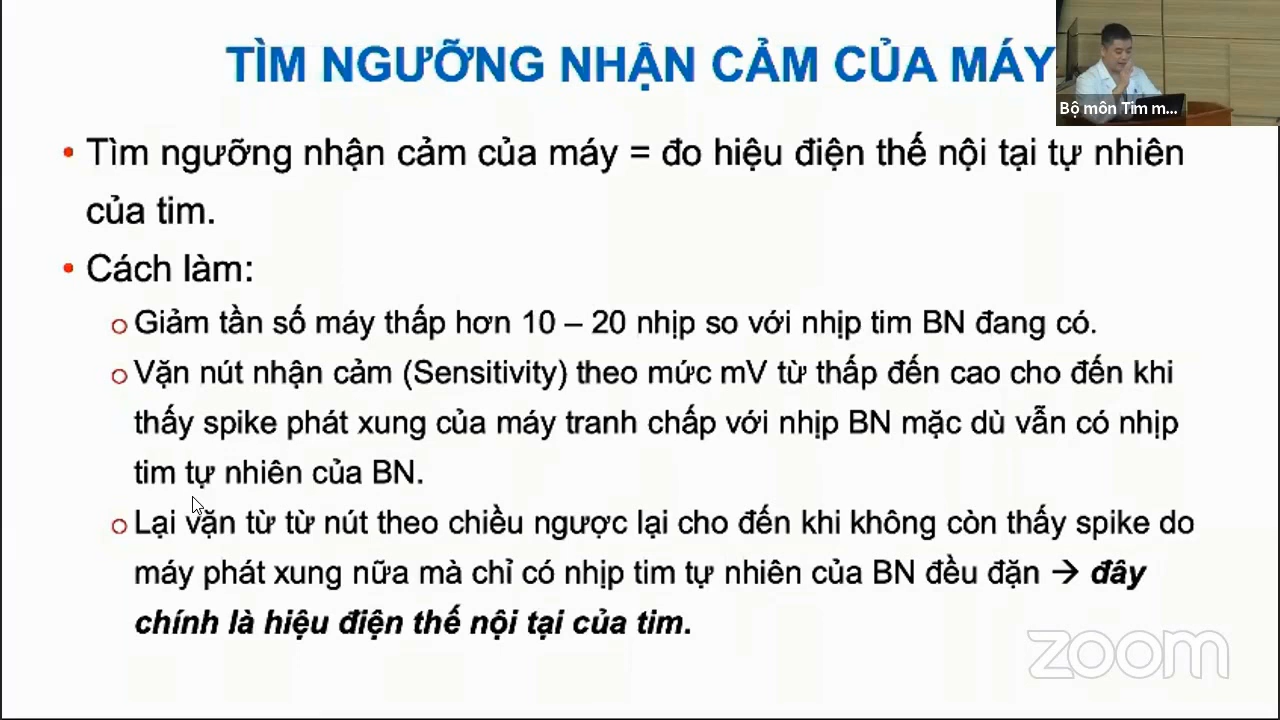 TÌM NGƯỠNG NHẬN CẢM CỦA MÁY
Bộ môn Tim m...
• Tìm ngưỡng nhận cảm của máy = đo hiệu điện thế nội tại tự nhiên
của tim.
• Cách làm:
o Giảm tần số máy thấp hơn 10 – 20 nhịp so với nhịp tim BN đang có.
o Vặn nút nhận cảm (Sensitivity) theo mức mV từ thấp đến cao cho đến khi
thấy spike phát xung của máy tranh chấp với nhịp BN mặc dù vẫn có nhịp
tim tự nhiên của BN.
o Lại vặn từ từ nút theo chiều ngược lại cho đến khi không còn thấy spike do
máy phát xung nữa mà chỉ có nhịp tim tự nhiên của BN đều đặn → đây
chính là hiệu điện thế nội tại của tim.
zoom